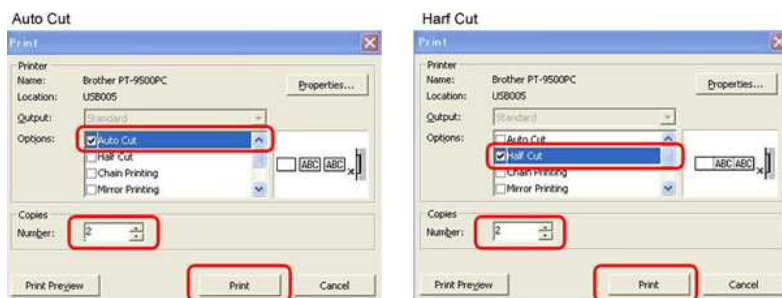 Auto Cut
Print
Printer
Name: Brother PT-9500PC
Properties...
Location: USB005
Output: Standard
Options: Auto Cut
Half Cut
Chain Printing
Mirror Printing
ABC ABC
Copies
Number: 2
Print Preview Print Cancel
Harf Cut
Print
Printer
Name: Brother PT-9500PC
Properties...
Location: USB005
Output: Standard
Options: Auto Cut
Half Cut
Chain Printing
Mirror Printing
ABC ABC
Copies
Number: 2
Print Preview Print Cancel